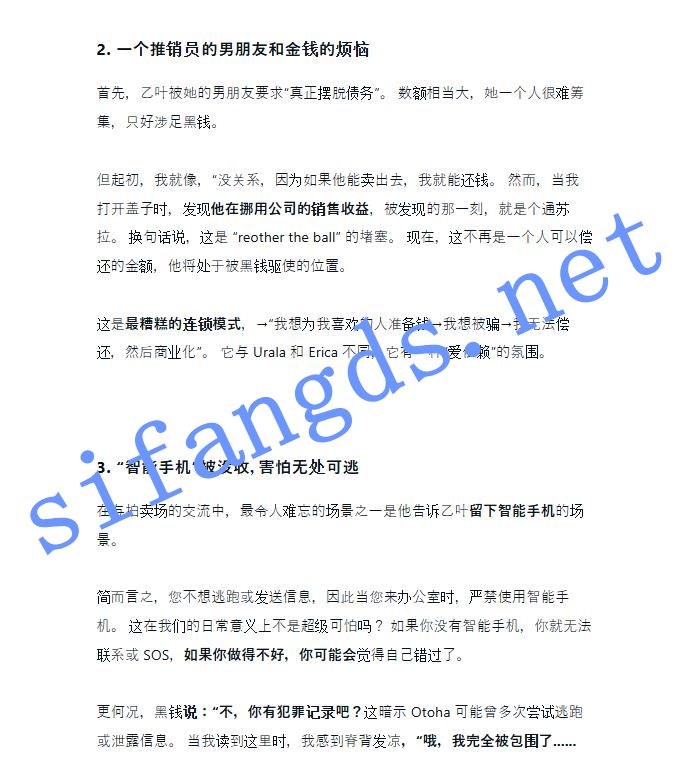 2. 一个推销员的男朋友和金钱的烦恼
首先，乙叶被她的男朋友要求“真正摆脱债务”。 数额相当大，她一个人很难筹
集，只好涉足黑钱。
但起初，我就像，“没关系，因为如果他能卖出去，我就能还钱。 然而，当我
打开盖子时，发现他在挪用公司的销售收益，被发现的那一刻，就是个通苏
拉。 换句话说，这是 “reother the ball” 的堵塞。 现在，这不再是一个人可以偿
还的金额，他将处于被黑钱驱使的位置。
这是最糟糕的连锁模式，→“我想为我喜欢的人准备钱→我想被骗→我无法偿
还，然后商业化”。 它与 Urala 和 Erica 不同，它有一种“爱依赖”的氛围。
3. “智能手机”被没收，害怕无处可逃
在每拍卖场的交流中，最令人难忘的场景之一是他告诉乙叶留下智能手机的场
景。
简而言之，您不想逃跑或发送信息，因此当您来办公室时，严禁使用智能手
机。 这在我们的日常意义上不是超级可怕吗？ 如果你没有智能手机，你就无法
联系或 SOS，如果你做得不好，你可能会觉得自己错过了。
更何况，黑钱说：“不，你有犯罪记录吧？这暗示 Otoha 可能曾多次尝试逃跑
或泄露信息。 当我读到这里时，我感到脊背发凉，“哦，我完全被包围了......
sifangds.net